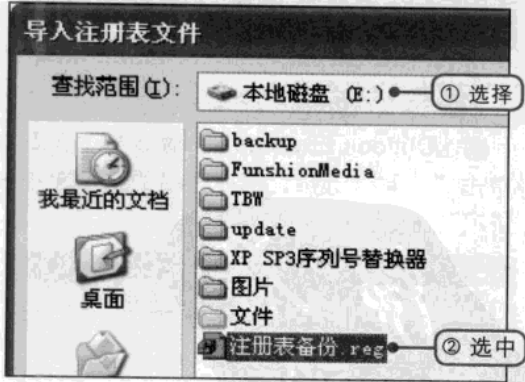 导入注册表文件
查找范围(I):
本地磁盘 (E:)
① 选择
backup
FunshionMedia
TBW
update
XP SP3序列号替换器
图片
文件
注册表备份.reg
② 选中
我最近的文档
桌面